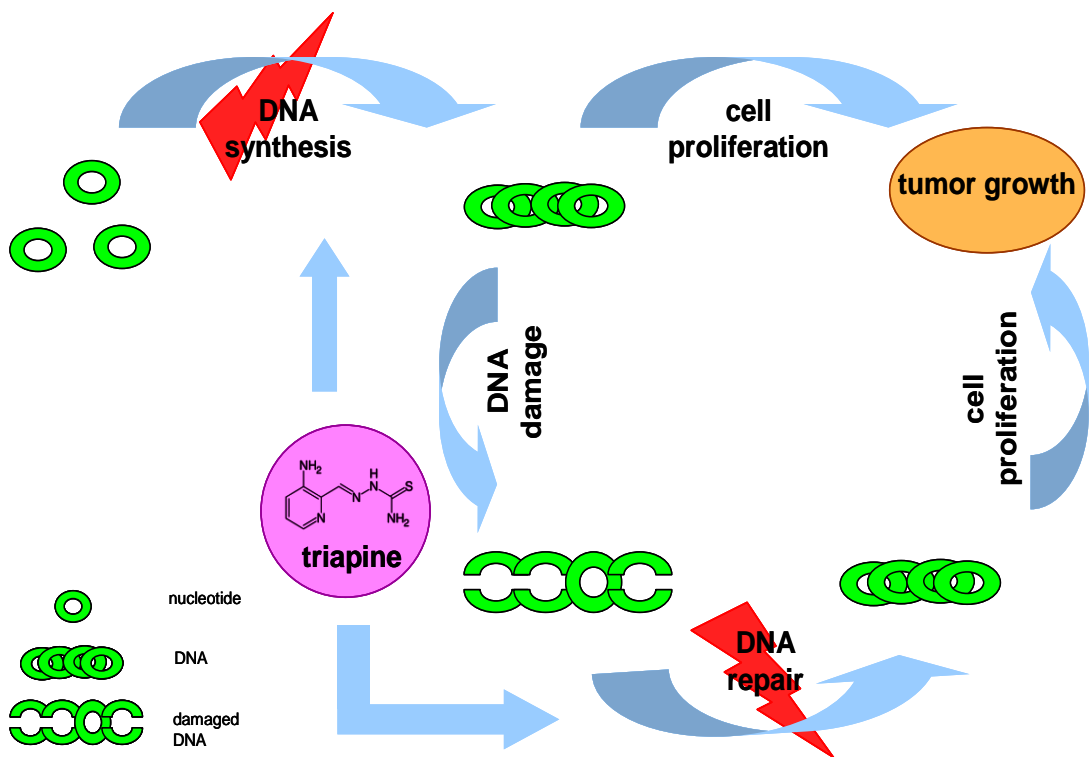 DNA
synthesis
cell
proliferation
tumor growth
DNA
damage
cell
proliferation
NH2
N
N
H
N
S
NH2
triapine
DNA
repair
nucleotide
DNA
damaged
DNA